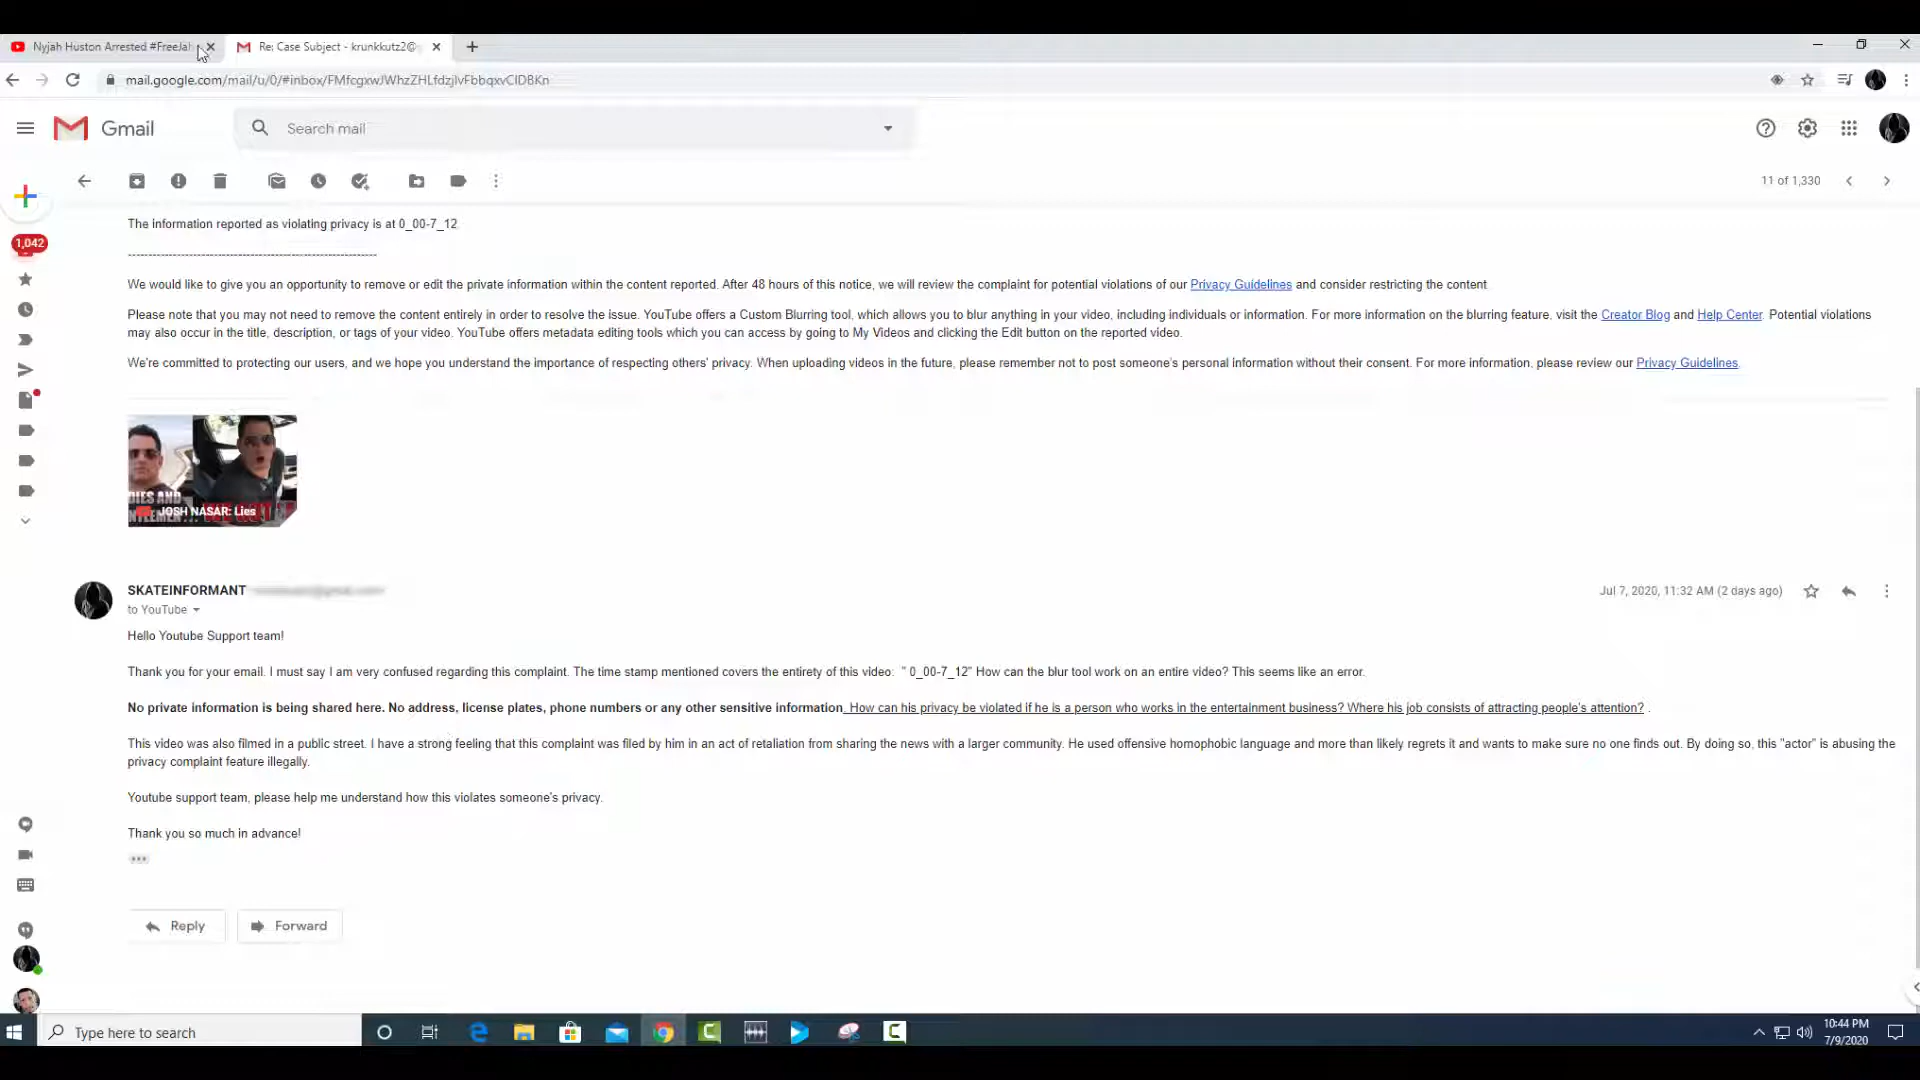 Nyjah Huston Arrested #FreeJah
Re: Case Subject - krunkkutz2@
mail.google.com/mail/u/0/#inbox/FMfcgxwJWhzZHLfdzjlvFbbqxvClDBKn
Gmail
Search mail
11 of 1,330
1,042
The information reported as violating privacy is at 0_00-7_12
------------------------------------------------------------
We would like to give you an opportunity to remove or edit the private information within the content reported. After 48 hours of this notice, we will review the complaint for potential violations of our Privacy Guidelines and consider restricting the content
Please note that you may not need to remove the content entirely in order to resolve the issue. YouTube offers a Custom Blurring tool, which allows you to blur anything in your video, including individuals or information. For more information on the blurring feature, visit the Creator Blog and Help Center. Potential violations
may also occur in the title, description, or tags of your video. YouTube offers metadata editing tools which you can access by going to My Videos and clicking the Edit button on the reported video.
We're committed to protecting our users, and we hope you understand the importance of respecting others' privacy. When uploading videos in the future, please remember not to post someone's personal information without their consent. For more information, please review our Privacy Guidelines.
JOSH NASAR: Lies
SKATEINFORMANT
Jul 7, 2020, 11:32 AM (2 days ago)
to YouTube
Hello Youtube Support team!
Thank you for your email. I must say I am very confused regarding this complaint. The time stamp mentioned covers the entirety of this video: " 0_00-7_12" How can the blur tool work on an entire video? This seems like an error.
No private information is being shared here. No address, license plates, phone numbers or any other sensitive information. How can his privacy be violated if he is a person who works in the entertainment business? Where his job consists of attracting people's attention? .
This video was also filmed in a public street. I have a strong feeling that this complaint was filed by him in an act of retaliation from sharing the news with a larger community. He used offensive homophobic language and more than likely regrets it and wants to make sure no one finds out. By doing so, this "actor" is abusing the
privacy complaint feature illegally.
Youtube support team, please help me understand how this violates someone's privacy.
Thank you so much in advance!
Reply
Forward
Type here to search
10:44 PM
7/9/2020